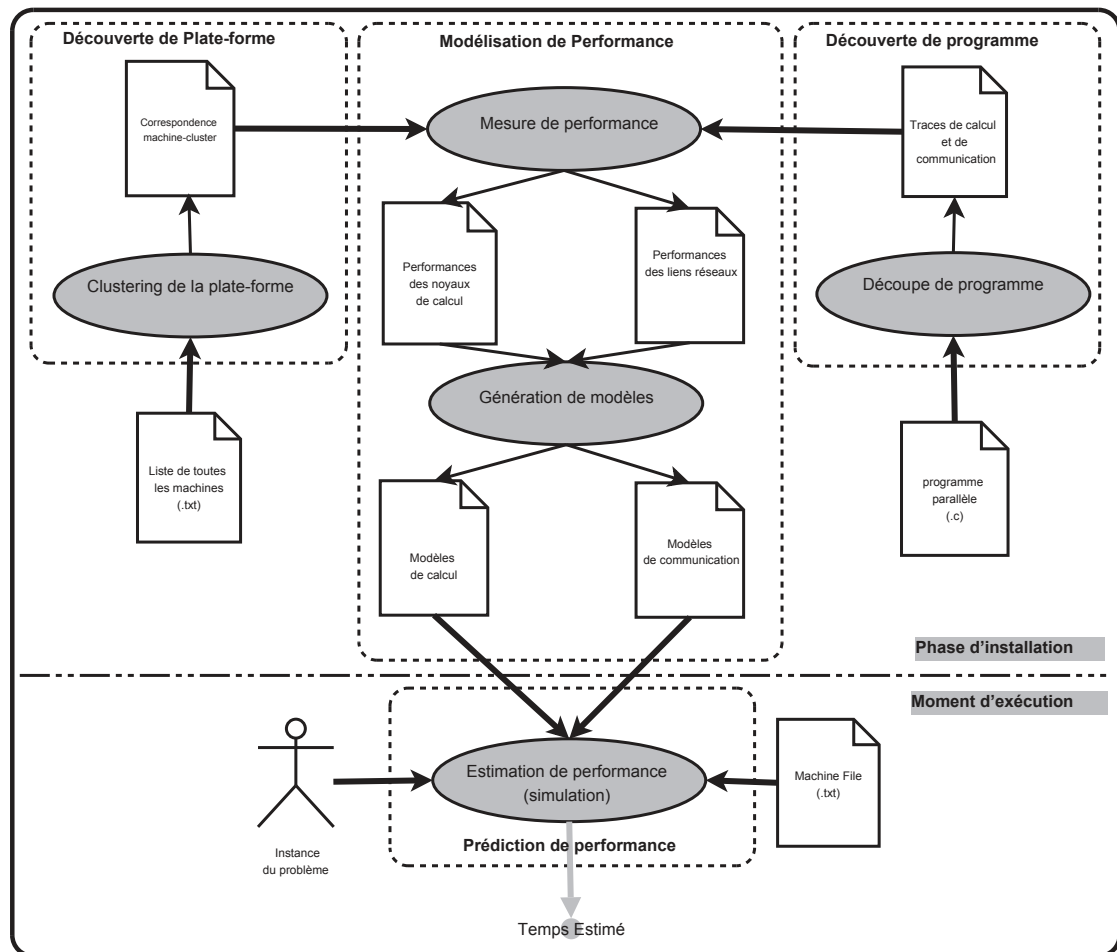 Découverte de Plate-forme
Modélisation de Performance
Découverte de programme
Correspondence
machine-cluster
Mesure de performance
Traces de calcul
et de
communication
Performances
des noyaux
de calcul
Performances
des liens réseaux
Clustering de la plate-forme
Découpe de programme
Génération de modèles
Liste de toutes
les machines
(.txt)
programme
parallèle
(.c)
Modèles
de calcul
Modèles
de communication
Phase d'installation
Moment d'exécution
Estimation de performance
(simulation)
Machine File
(.txt)
Prédiction de performance
Instance
du problème
Temps Estimé